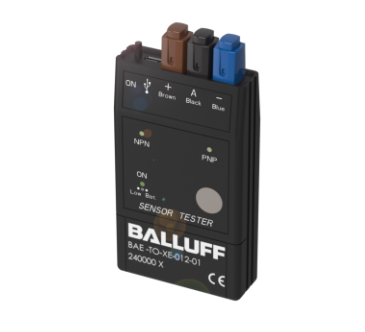 ON + A −
Brown Black Blue
NPN
PNP
ON
Low Bat.
SENSOR TESTER
BALLUFF
BAE -TO-XE-012-01
240000 X
CE